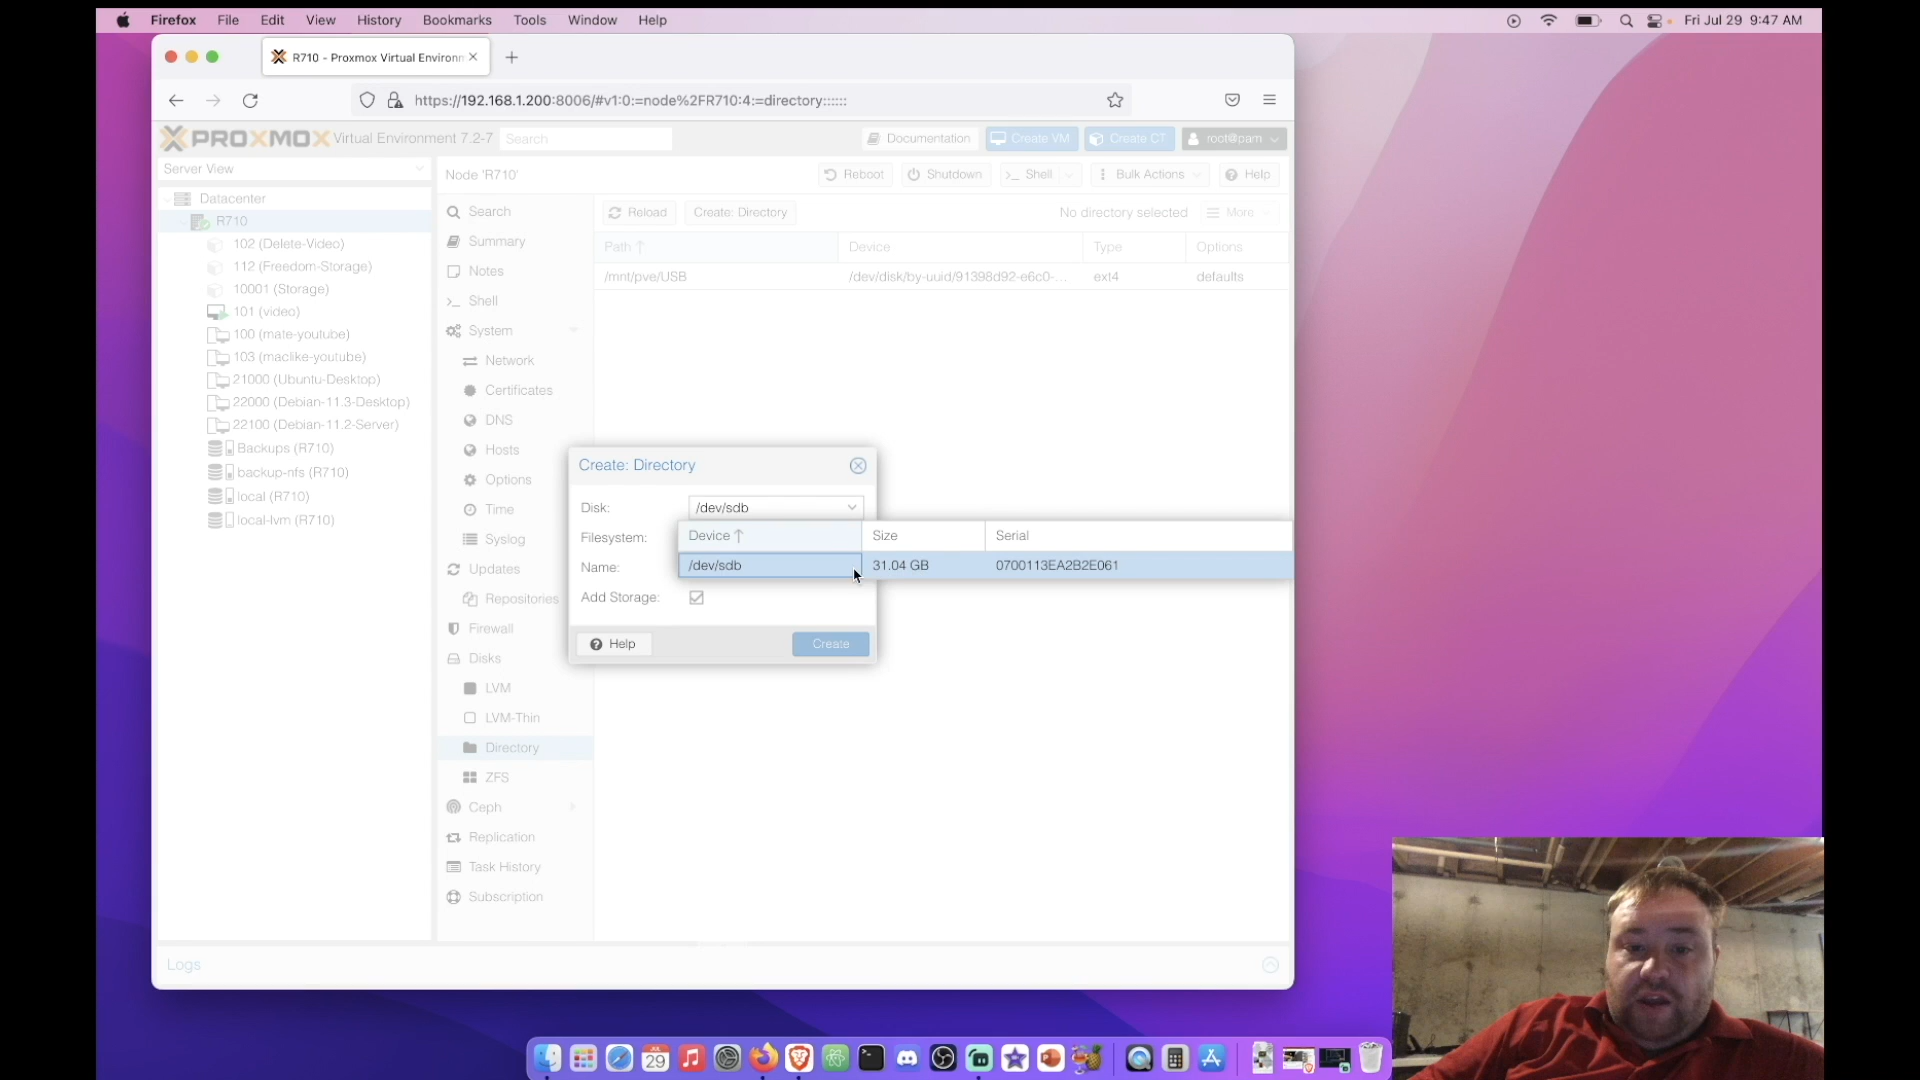 Firefox File Edit View History Bookmarks Tools Window Help Fri Jul 29 9:47 AM
R710 - Proxmox Virtual Environm
https://192.168.1.200:8006/#v1:0:=node%2FR710:4:=directory::::::
PROXMOX Virtual Environment 7.2-7 Search Documentation Create VM Create CT root@pam
Server View
Node 'R710' Reboot Shutdown >_ Shell Bulk Actions Help
Datacenter
R710
102 (Delete-Video)
112 (Freedom-Storage)
10001 (Storage)
101 (video)
100 (mate-youtube)
103 (maclike-youtube)
21000 (Ubuntu-Desktop)
22000 (Debian-11.3-Desktop)
22100 (Debian-11.2-Server)
Backups (R710)
backup-nfs (R710)
local (R710)
local-lvm (R710)
Search
Summary
Notes
>_ Shell
System
Network
Certificates
DNS
Hosts
Options
Time
Syslog
Updates
Repositories
Firewall
Disks
LVM
LVM-Thin
Directory
ZFS
Ceph
Replication
Task History
Subscription
Reload Create: Directory No directory selected More
Path ↑ Device Type Options
/mnt/pve/USB /dev/disk/by-uuid/91398d92-e6c0-... ext4 defaults
Create: Directory
Disk: /dev/sdb
Filesystem:
Name:
Add Storage:
Device ↑ Size Serial
/dev/sdb 31.04 GB 0700113EA2B2E061
Help Create
Logs
JUL
29